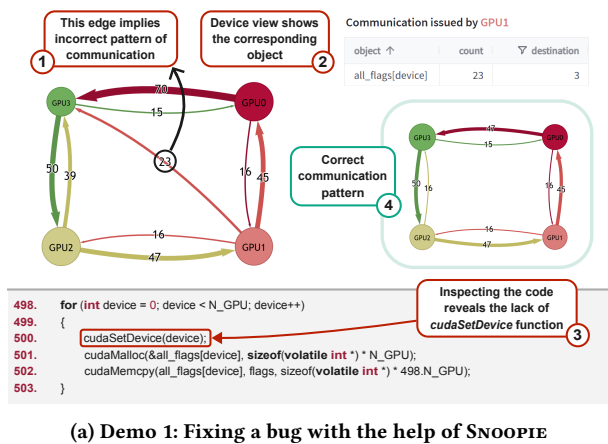 This edge implies
incorrect pattern of
communication
1
Device view shows
the corresponding
object
2
Communication issued by GPU1
object ↑ count destination
all_flags[device] 23 3
GPU3
70
GPU0
15
23
50
39
16
45
16
GPU2
47
GPU1
Correct
communication
pattern
4
GPU3
47
GPU0
15
50
16
16
45
16
GPU2
47
GPU1
498. for (int device = 0; device < N_GPU; device++)
499. {
500. cudaSetDevice(device);
501. cudaMalloc(&all_flags[device], sizeof(volatile int *) * N_GPU);
502. cudaMemcpy(all_flags[device], flags, sizeof(volatile int *) * 498.N_GPU);
503. }
Inspecting the code
reveals the lack of
cudaSetDevice function
3
(a) Demo 1: Fixing a bug with the help of SNOOPIE